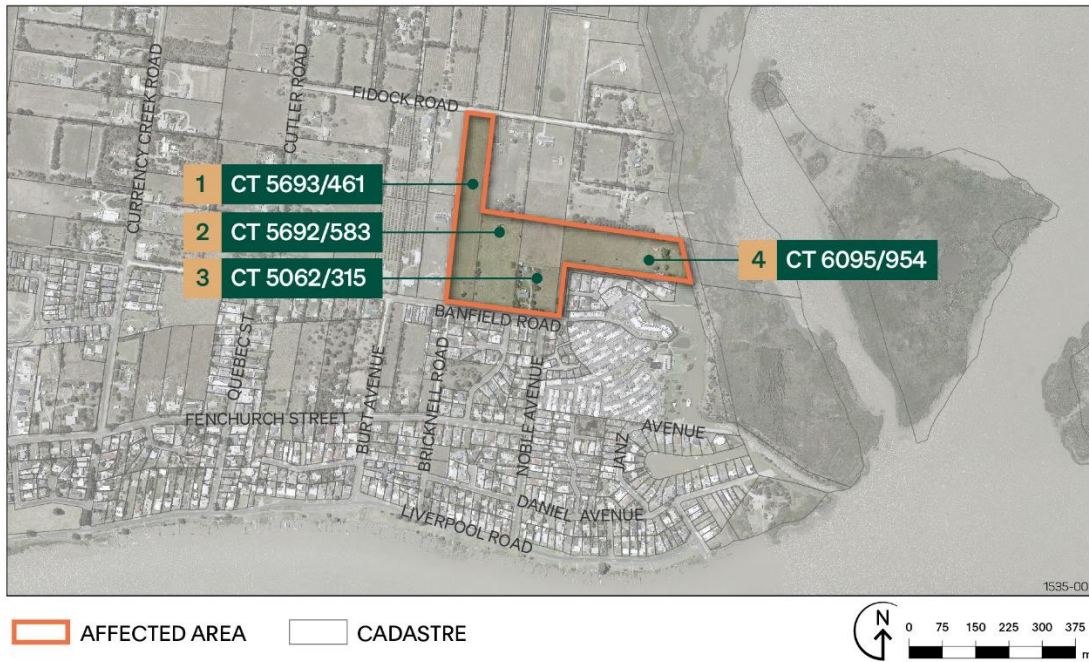 CURRENCY CREEK ROAD
CUTLER ROAD
FIDOCK ROAD
1 CT 5693/461
2 CT 5692/583
3 CT 5062/315
4 CT 6095/954
BANFIELD ROAD
QUEBEC ST
BURT AVENUE
BRICKNELL ROAD
NOBLE AVENUE
FENCHURCH STREET
JANZ
AVENUE
DANIEL AVENUE
LIVERPOOL ROAD
1535-00
AFFECTED AREA
CADASTRE
N
0 75 150 225 300 375
m